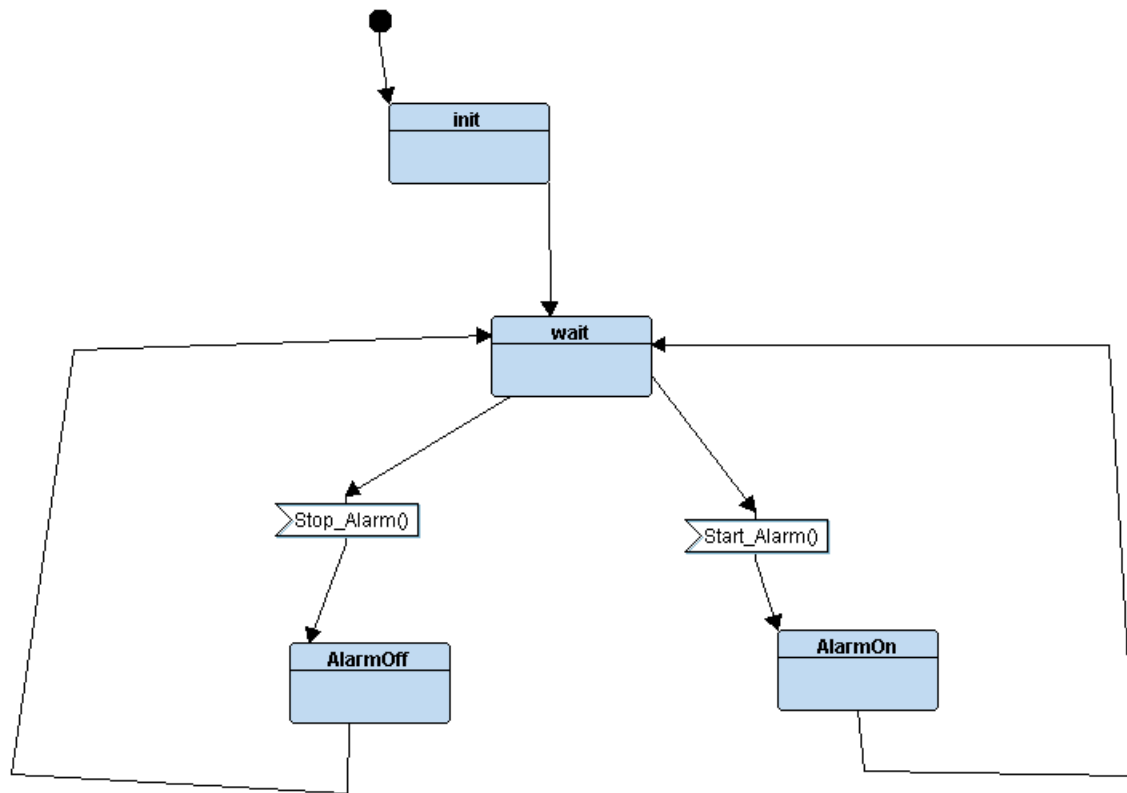 init
wait
Stop_Alarm()
Start_Alarm()
AlarmOff
AlarmOn